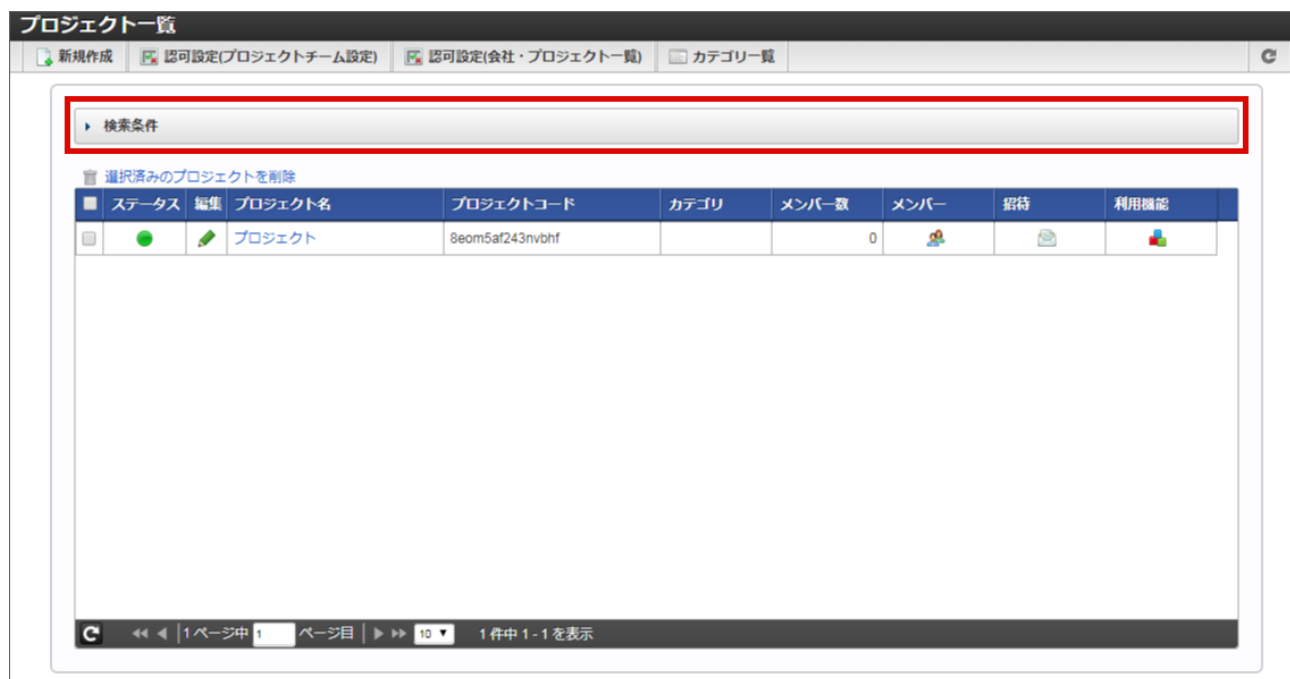 プロジェクト一覧
新規作成 認可設定(プロジェクトチーム設定) 認可設定(会社・プロジェクト一覧) カテゴリ一覧
検索条件
選択済みのプロジェクトを削除
ステータス 編集 プロジェクト名 プロジェクトコード カテゴリ メンバー数 メンバー 招待 利用機能
プロジェクト 8eom5af243nvbhf 0
1 ページ中 1 ページ目 10 1 件中 1 - 1 を表示